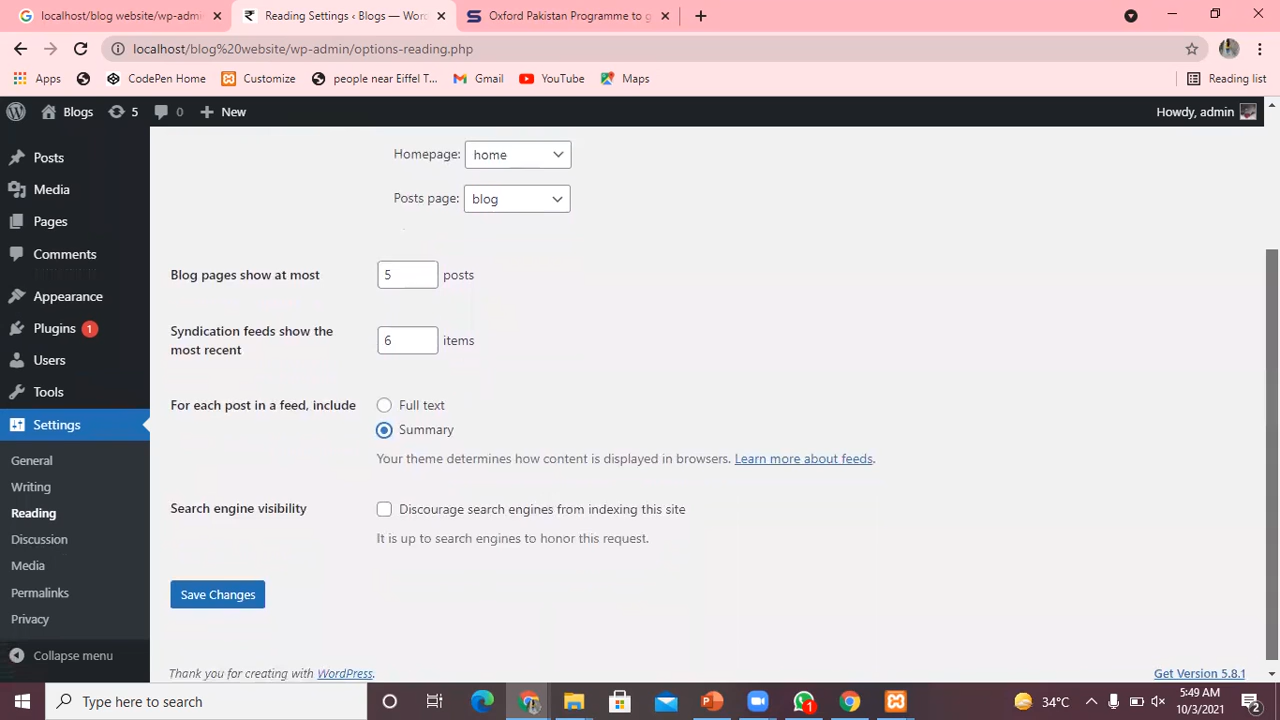 localhost/blog website/wp-admi
Reading Settings ‹ Blogs — Wor
Oxford Pakistan Programme to g
localhost/blog%20website/wp-admin/options-reading.php
Apps
CodePen Home
Customize
people near Eiffel T...
Gmail
YouTube
Maps
Reading list
Blogs
5
0
New
Howdy, admin
Posts
Media
Pages
Comments
Appearance
Plugins 1
Users
Tools
Settings
General
Writing
Reading
Discussion
Media
Permalinks
Privacy
Collapse menu
Homepage: home
Posts page: blog
Blog pages show at most 5 posts
Syndication feeds show the
most recent
6 items
For each post in a feed, include
Full text
Summary
Your theme determines how content is displayed in browsers. Learn more about feeds.
Search engine visibility
Discourage search engines from indexing this site
It is up to search engines to honor this request.
Save Changes
Thank you for creating with WordPress.
Get Version 5.8.1
Type here to search
1
34°C
5:49 AM
10/3/2021
2